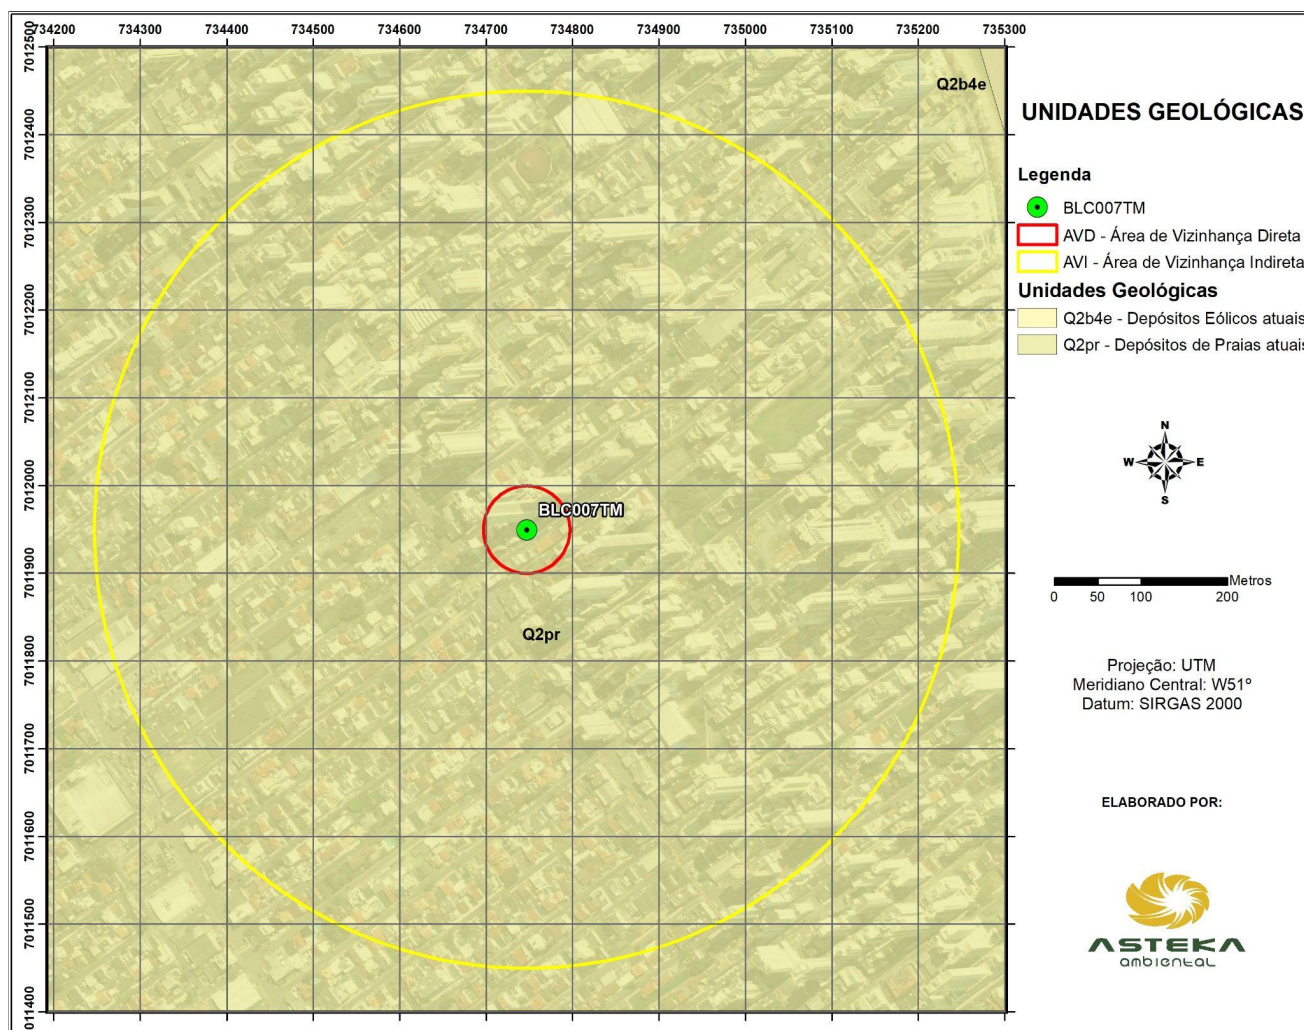 734200 734300 734400 734500 734600 734700 734800 734900 735000 735100 735200 735300
7012500
7012400
7012300
7012200
7012100
7012000
7011900
7011800
7011700
7011600
7011500
011400
Q2b4e
BLC007TM
Q2pr
UNIDADES GEOLÓGICAS
Legenda
BLC007TM
AVD - Área de Vizinhança Direta
AVI - Área de Vizinhança Indireta
Unidades Geológicas
Q2b4e - Depósitos Eólicos atuais
Q2pr - Depósitos de Praias atuais
N
W E
S
Metros
0 50 100 200
Projeção: UTM
Meridiano Central: W51º
Datum: SIRGAS 2000
ELABORADO POR:
ASTEKA
ambiental